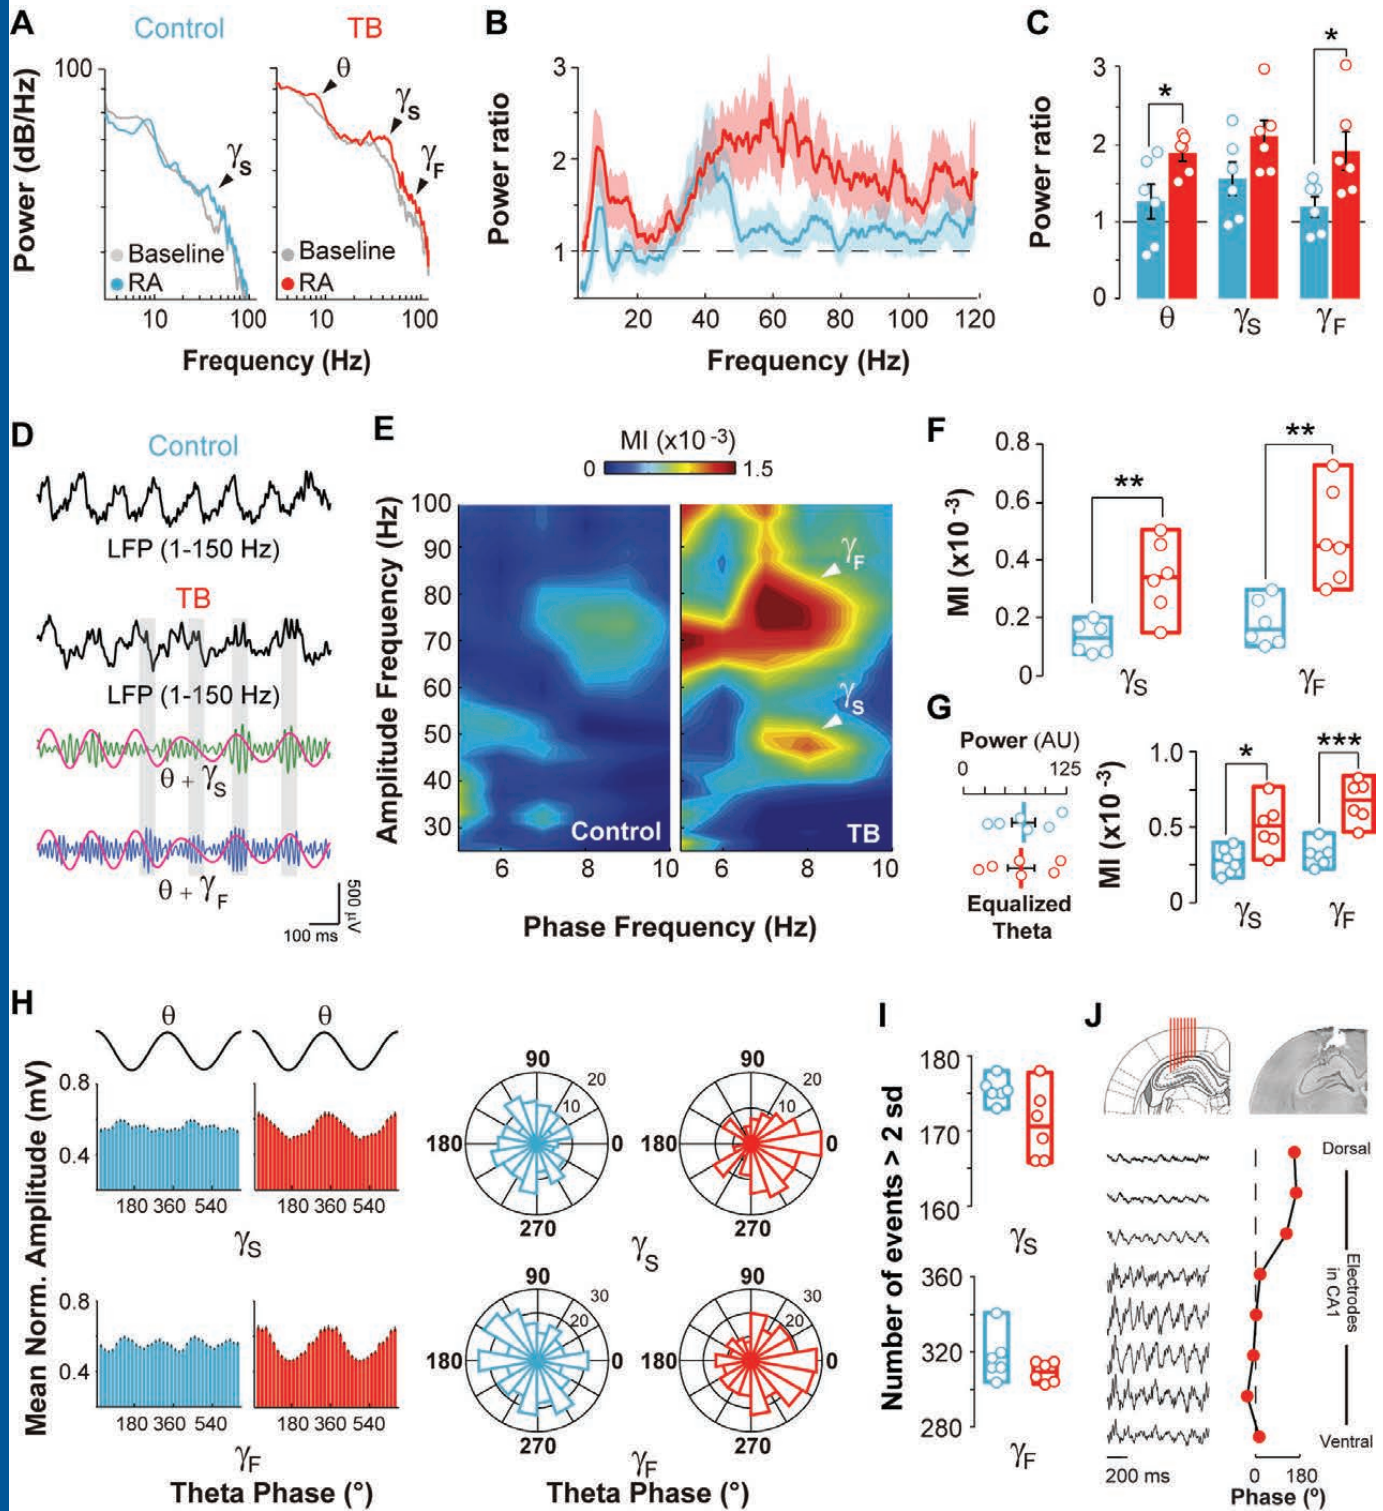 A
Control
TB
Power (dB/Hz)
100
θ
γS
γS
γF
Baseline
RA
Baseline
RA
10
100
10
100
Frequency (Hz)
B
Power ratio
3
2
1
20
40
60
80
100
120
Frequency (Hz)
C
Power ratio
3
2
1
0
*
*
θ
γS
γF
D
Control
LFP (1-150 Hz)
TB
LFP (1-150 Hz)
θ + γS
θ + γF
500 μV
100 ms
E
MI (x10 -3)
0
1.5
Amplitude Frequency (Hz)
100
90
80
70
60
50
40
30
γF
γS
Control
TB
6
8
10
6
8
10
Phase Frequency (Hz)
F
MI (x10 -3)
0.8
0.6
0.4
0.2
0
**
**
γS
γF
G
Power (AU)
0
125
Equalized
Theta
MI (x10 -3)
1.0
0.5
0
*
***
γS
γF
H
Mean Norm. Amplitude (mV)
θ
θ
0.8
0.4
180 360 540
180 360 540
γS
0.8
0.4
180 360 540
180 360 540
γF
Theta Phase (°)
90
20
10
180
0
270
90
20
10
180
0
270
γS
90
30
20
180
0
270
90
30
20
180
0
270
γF
Theta Phase (°)
I
Number of events > 2 sd
180
170
160
γS
360
320
280
γF
J
Dorsal
Electrodes
in CA1
Ventral
200 ms
0
180
Phase (°)